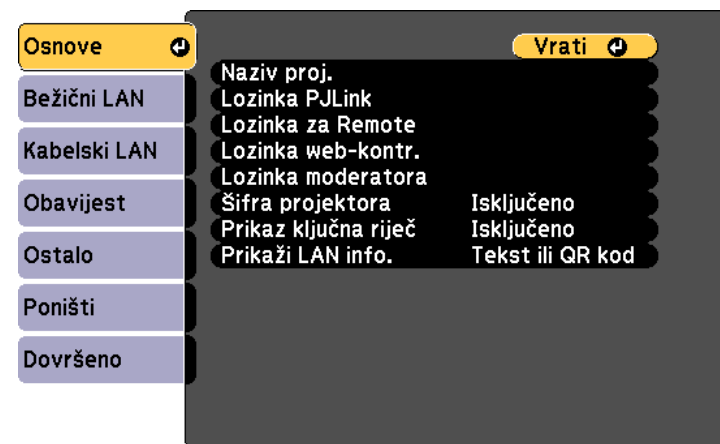 Osnove
Bežični LAN
Kabelski LAN
Obavijest
Ostalo
Poništi
Dovršeno
Vrati
Naziv proj.
Lozinka PJLink
Lozinka za Remote
Lozinka web-kontr.
Lozinka moderatora
Šifra projektora Isključeno
Prikaz ključna riječ Isključeno
Prikaži LAN info. Tekst ili QR kod